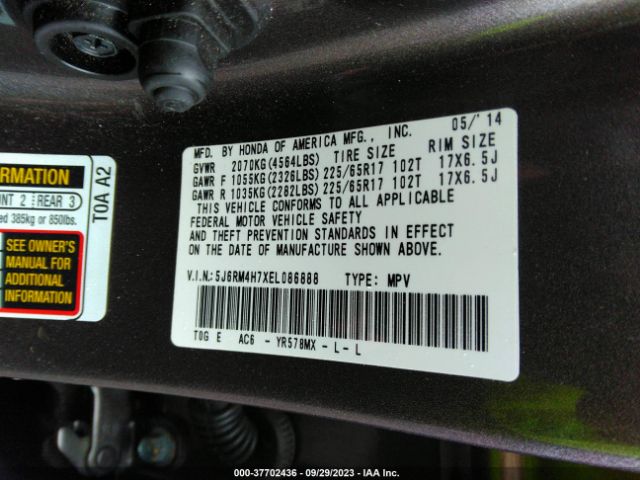 MFD. BY HONDA OF AMERICA MFG., INC. 05/'14
GVWR 2070KG(4564LBS) TIRE SIZE RIM SIZE
GAWR F 1055KG(2326LBS) 225/65R17 102T 17X6.5J
GAWR R 1035KG(2282LBS) 225/65R17 102T 17X6.5J
THIS VEHICLE CONFORMS TO ALL APPLICABLE
FEDERAL MOTOR VEHICLE SAFETY
AND THEFT PREVENTION STANDARDS IN EFFECT
ON THE DATE OF MANUFACTURE SHOWN ABOVE.
V.I.N.:5J6RM4H7XEL086888 TYPE: MPV
T0G E AC6 - YR578MX - L - L
2 REAR 3
385kg or 850lbs.
SEE OWNER'S
MANUAL FOR
ADDITIONAL
INFORMATION
T0A A2
000-37702436 - 09/29/2023 - IAA Inc.